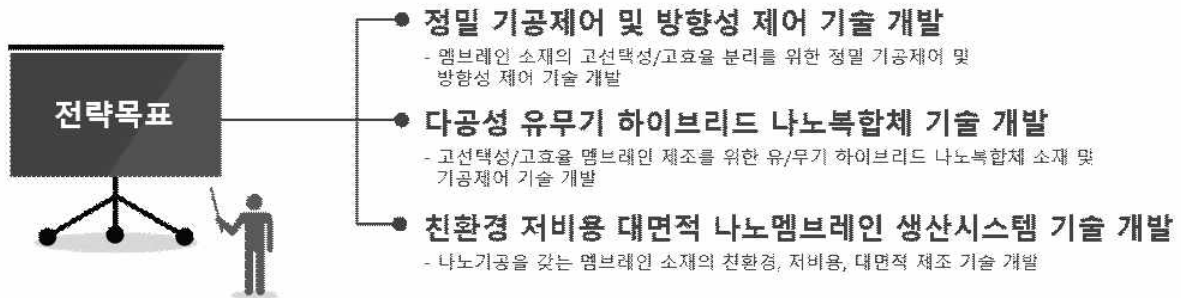 전략목표
정밀 기공제어 및 방향성 제어 기술 개발
- 멤브레인 소재의 고선택성/고효율 분리를 위한 정밀 기공제어 및
방향성 제어 기술 개발
다공성 유무기 하이브리드 나노복합체 기술 개발
- 고선택성/고효율 멤브레인 제조를 위한 유/무기 하이브리드 나노복합체 소재 및
기공제어 기술 개발
친환경 저비용 대면적 나노멤브레인 생산시스템 기술 개발
- 나노기공을 갖는 멤브레인 소재의 친환경, 저비용, 대면적 제조 기술 개발